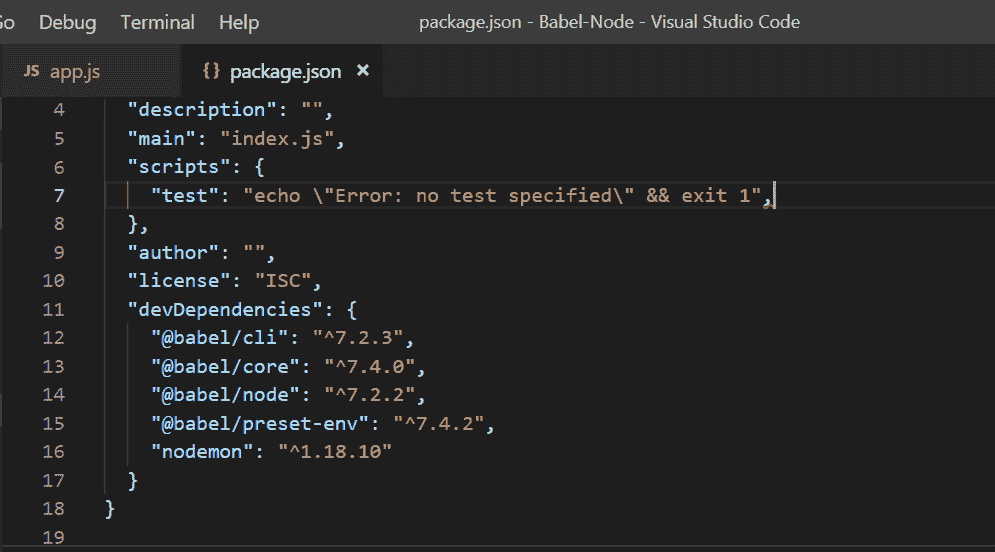 Go Debug Terminal Help package.json - Babel-Node - Visual Studio Code
JS app.js {} package.json ×
4 "description": "",
5 "main": "index.js",
6 "scripts": {
7 "test": "echo \"Error: no test specified\" && exit 1",
8 },
9 "author": "",
10 "license": "ISC",
11 "devDependencies": {
12 "@babel/cli": "^7.2.3",
13 "@babel/core": "^7.4.0",
14 "@babel/node": "^7.2.2",
15 "@babel/preset-env": "^7.4.2",
16 "nodemon": "^1.18.10"
17 }
18 }
19